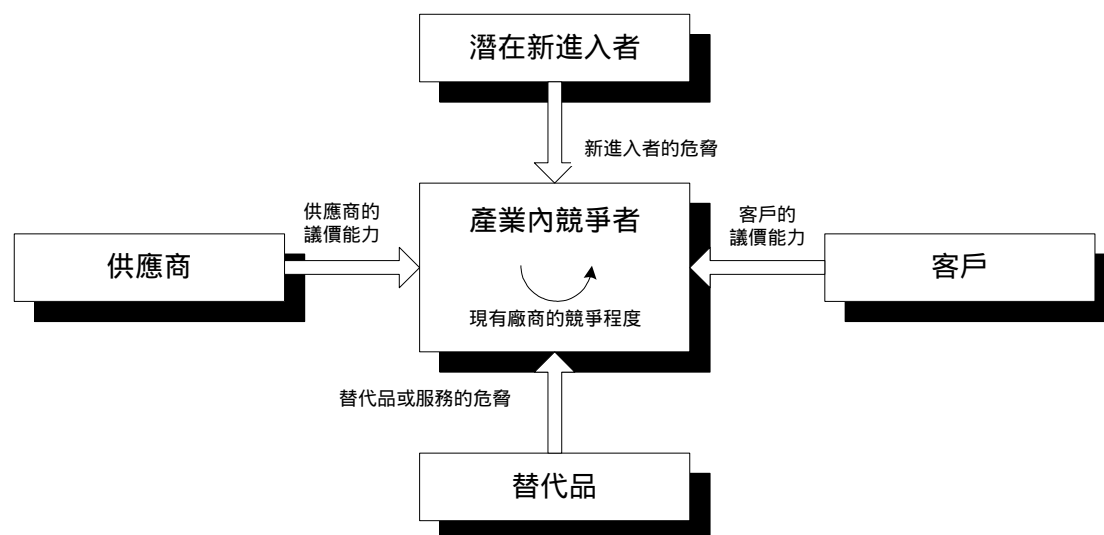 潛在新進入者
新進入者的危脅
供應商的
議價能力
產業內競爭者
客戶的
議價能力
供應商
客戶
現有廠商的競爭程度
替代品或服務的危脅
替代品